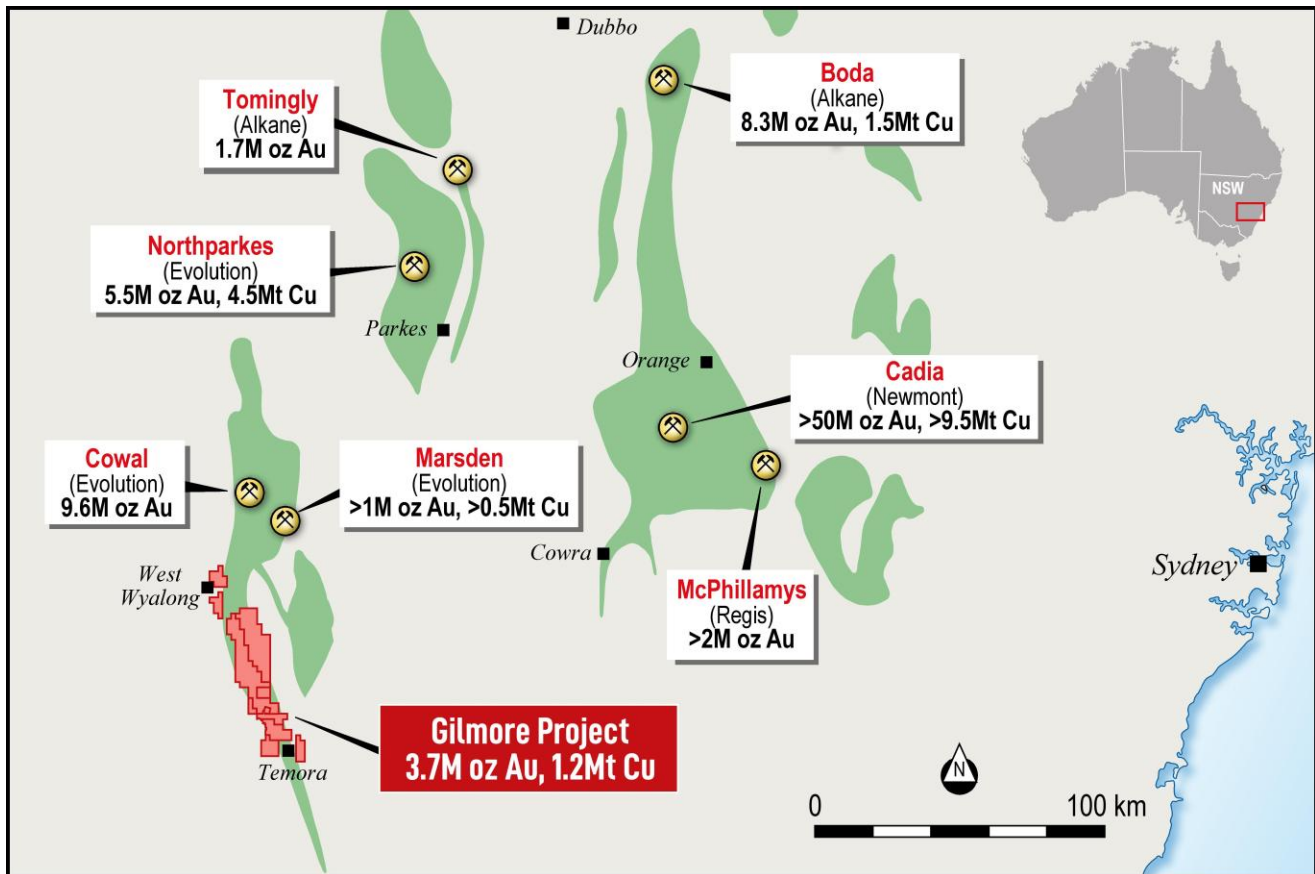 Dubbo
Tomingly
(Alkane)
1.7M oz Au
Boda
(Alkane)
8.3M oz Au, 1.5Mt Cu
NSW
Northparkes
(Evolution)
5.5M oz Au, 4.5Mt Cu
Parkes
Orange
Cadia
(Newmont)
>50M oz Au, >9.5Mt Cu
Cowal
(Evolution)
9.6M oz Au
Marsden
(Evolution)
>1M oz Au, >0.5Mt Cu
Cowra
West
Wyalong
McPhillamys
(Regis)
>2M oz Au
Sydney
Gilmore Project
3.7M oz Au, 1.2Mt Cu
Temora
N
0
100 km